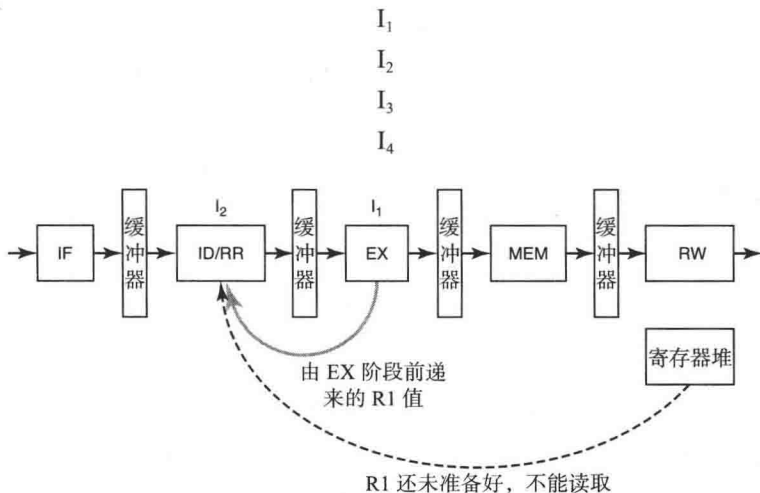 I₁
I₂
I₃
I₄
I₂
I₁
IF
缓冲器
ID/RR
缓冲器
EX
缓冲器
MEM
缓冲器
RW
寄存器堆
由 EX 阶段前递
来的 R1 值
R1 还未准备好，不能读取